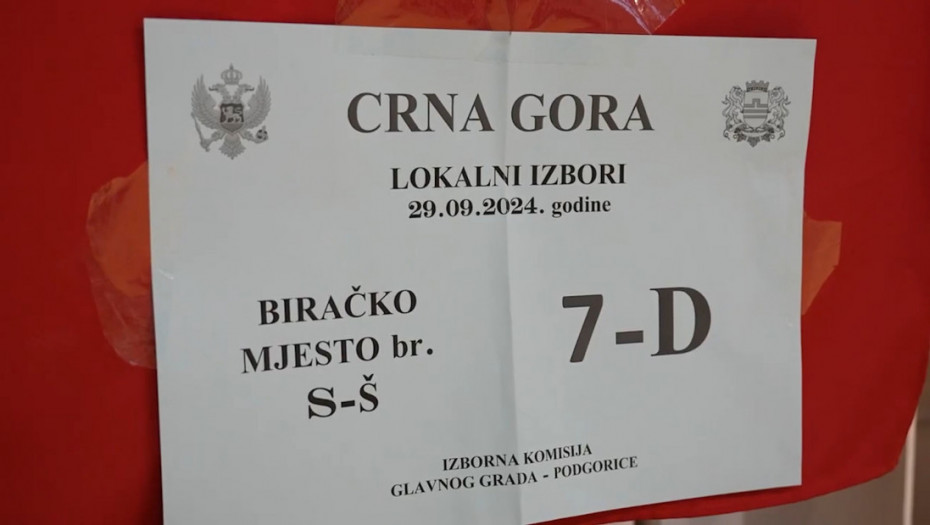 CRNA GORA
LOKALNI IZBORI
29.09.2024. godine
BIRAČKO
MJESTO br.
S-Š
7-D
IZBORNA KOMISIJA
GLAVNOG GRADA - PODGORICE